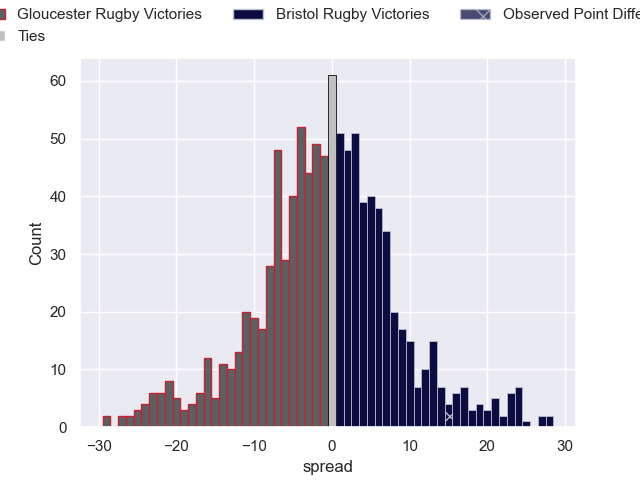 Gloucester Rugby Victories Bristol Rugby Victories Observed Point Diffe
Ties
60
50
40
30
20
10
0
Count
−30 −20 −10 0 10 20 30
spread